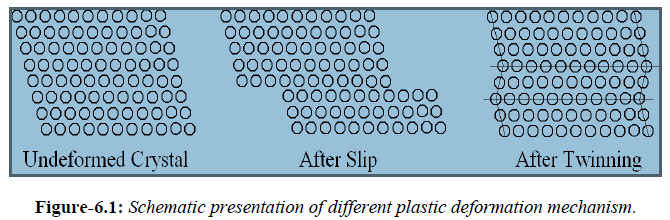 Undeformed Crystal After Slip After Twinning
Figure-6.1: Schematic presentation of different plastic deformation mechanism.